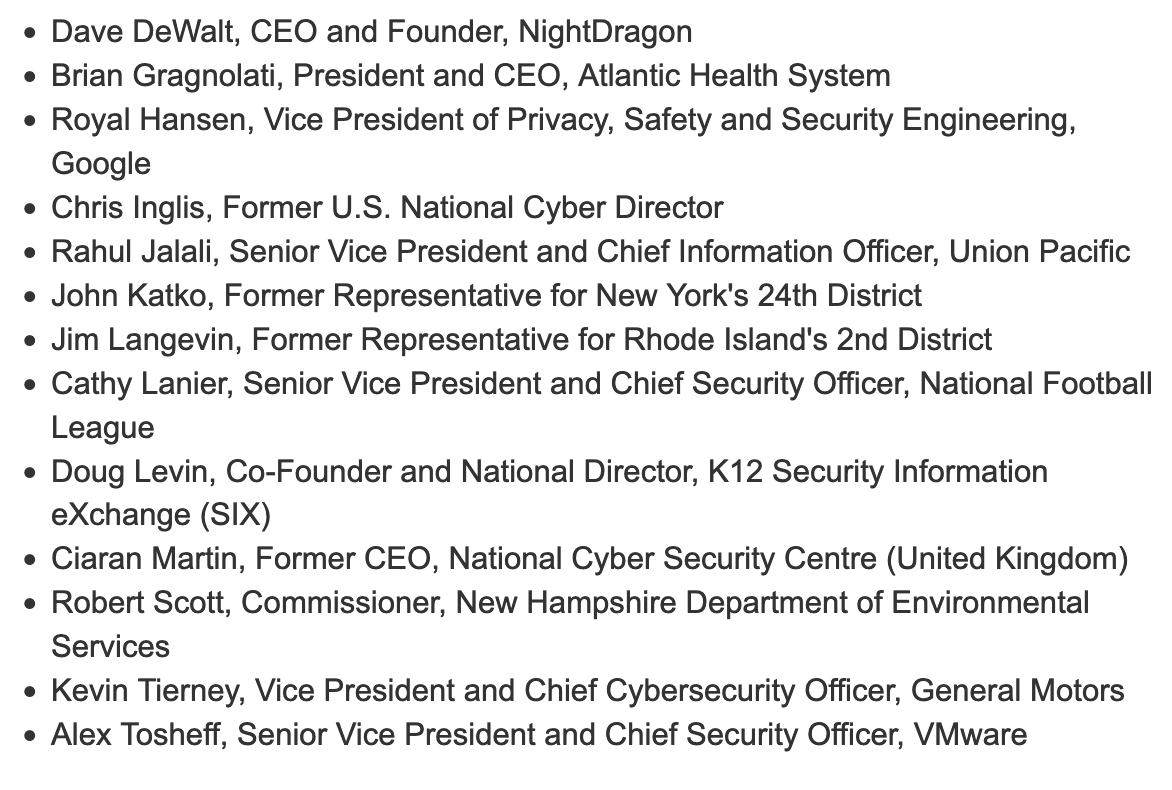 • Dave DeWalt, CEO and Founder, NightDragon
• Brian Gragnolati, President and CEO, Atlantic Health System
• Royal Hansen, Vice President of Privacy, Safety and Security Engineering,
Google
• Chris Inglis, Former U.S. National Cyber Director
• Rahul Jalali, Senior Vice President and Chief Information Officer, Union Pacific
• John Katko, Former Representative for New York's 24th District
• Jim Langevin, Former Representative for Rhode Island's 2nd District
• Cathy Lanier, Senior Vice President and Chief Security Officer, National Football
League
• Doug Levin, Co-Founder and National Director, K12 Security Information
eXchange (SIX)
• Ciaran Martin, Former CEO, National Cyber Security Centre (United Kingdom)
• Robert Scott, Commissioner, New Hampshire Department of Environmental
Services
• Kevin Tierney, Vice President and Chief Cybersecurity Officer, General Motors
• Alex Tosheff, Senior Vice President and Chief Security Officer, VMware